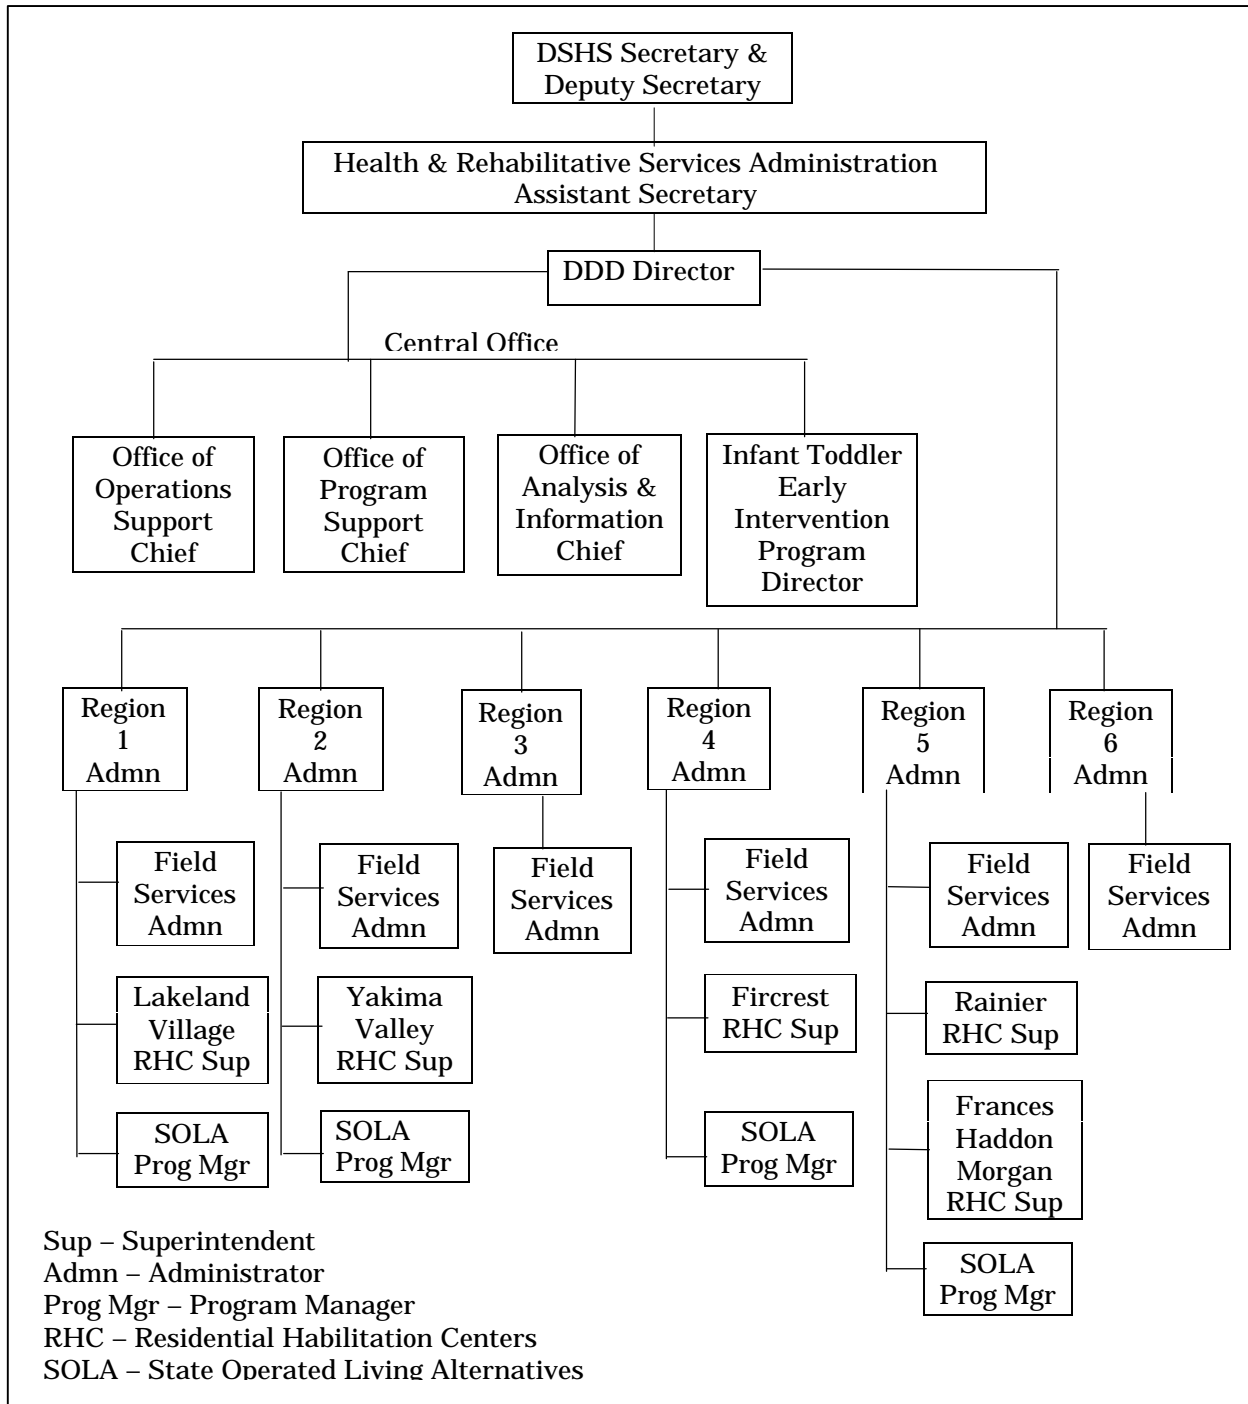 DSHS Secretary &
Deputy Secretary
Health & Rehabilitative Services Administration
Assistant Secretary
DDD Director
Central Office
Office of
Operations
Support
Chief
Office of
Program
Support
Chief
Office of
Analysis &
Information
Chief
Infant Toddler
Early
Intervention
Program
Director
Region
1
Admn
Region
2
Admn
Region
3
Admn
Region
4
Admn
Region
5
Admn
Region
6
Admn
Field
Services
Admn
Field
Services
Admn
Field
Services
Admn
Field
Services
Admn
Field
Services
Admn
Field
Services
Admn
Lakeland
Village
RHC Sup
Yakima
Valley
RHC Sup
Fircrest
RHC Sup
Rainier
RHC Sup
Frances
Haddon
Morgan
RHC Sup
SOLA
Prog Mgr
SOLA
Prog Mgr
SOLA
Prog Mgr
SOLA
Prog Mgr
Sup – Superintendent
Admn – Administrator
Prog Mgr – Program Manager
RHC – Residential Habilitation Centers
SOLA – State Operated Living Alternatives